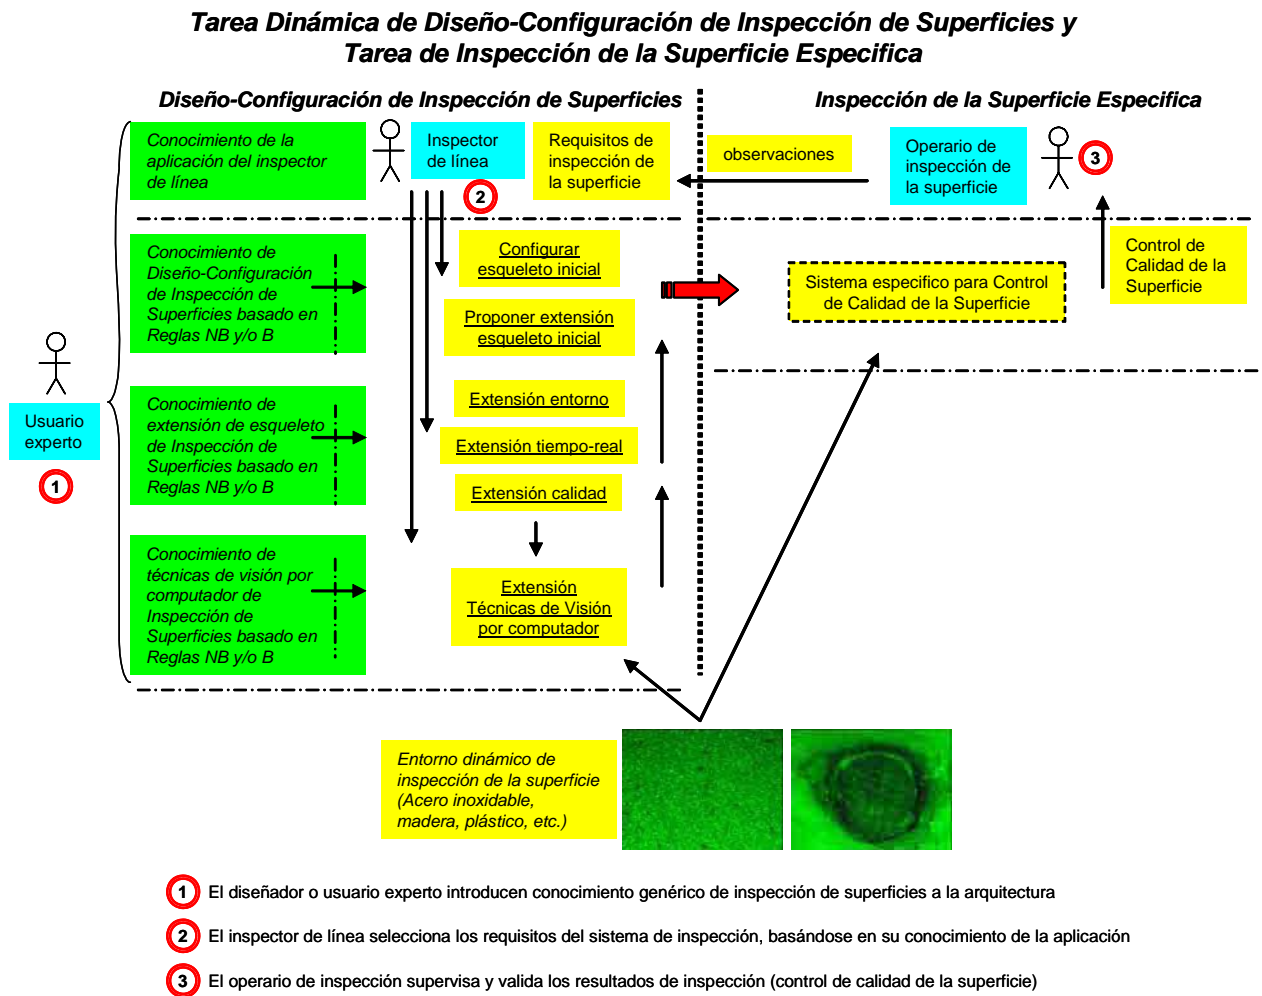 Tarea Dinámica de Diseño-Configuración de Inspección de Superficies y
Tarea de Inspección de la Superficie Especifica
Diseño-Configuración de Inspección de Superficies
Inspección de la Superficie Especifica
Conocimiento de la
aplicación del inspector
de línea
Inspector
de línea
2
Requisitos de
inspección de
la superficie
observaciones
Operario de
inspección de
la superficie
3
Conocimiento de
Diseño-Configuración
de Inspección de
Superficies basado en
Reglas NB y/o B
Configurar
esqueleto inicial
Proponer extensión
esqueleto inicial
Sistema especifico para Control
de Calidad de la Superficie
Control de
Calidad de la
Superficie
Usuario
experto
1
Conocimiento de
extensión de esqueleto
de Inspección de
Superficies basado en
Reglas NB y/o B
Extensión entorno
Extensión tiempo-real
Extensión calidad
Conocimiento de
técnicas de visión por
computador de
Inspección de
Superficies basado en
Reglas NB y/o B
Extensión
Técnicas de Visión
por computador
Entorno dinámico de
inspección de la superficie
(Acero inoxidable,
madera, plástico, etc.)
1 El diseñador o usuario experto introducen conocimiento genérico de inspección de superficies a la arquitectura
2 El inspector de línea selecciona los requisitos del sistema de inspección, basándose en su conocimiento de la aplicación
3 El operario de inspección supervisa y valida los resultados de inspección (control de calidad de la superficie)